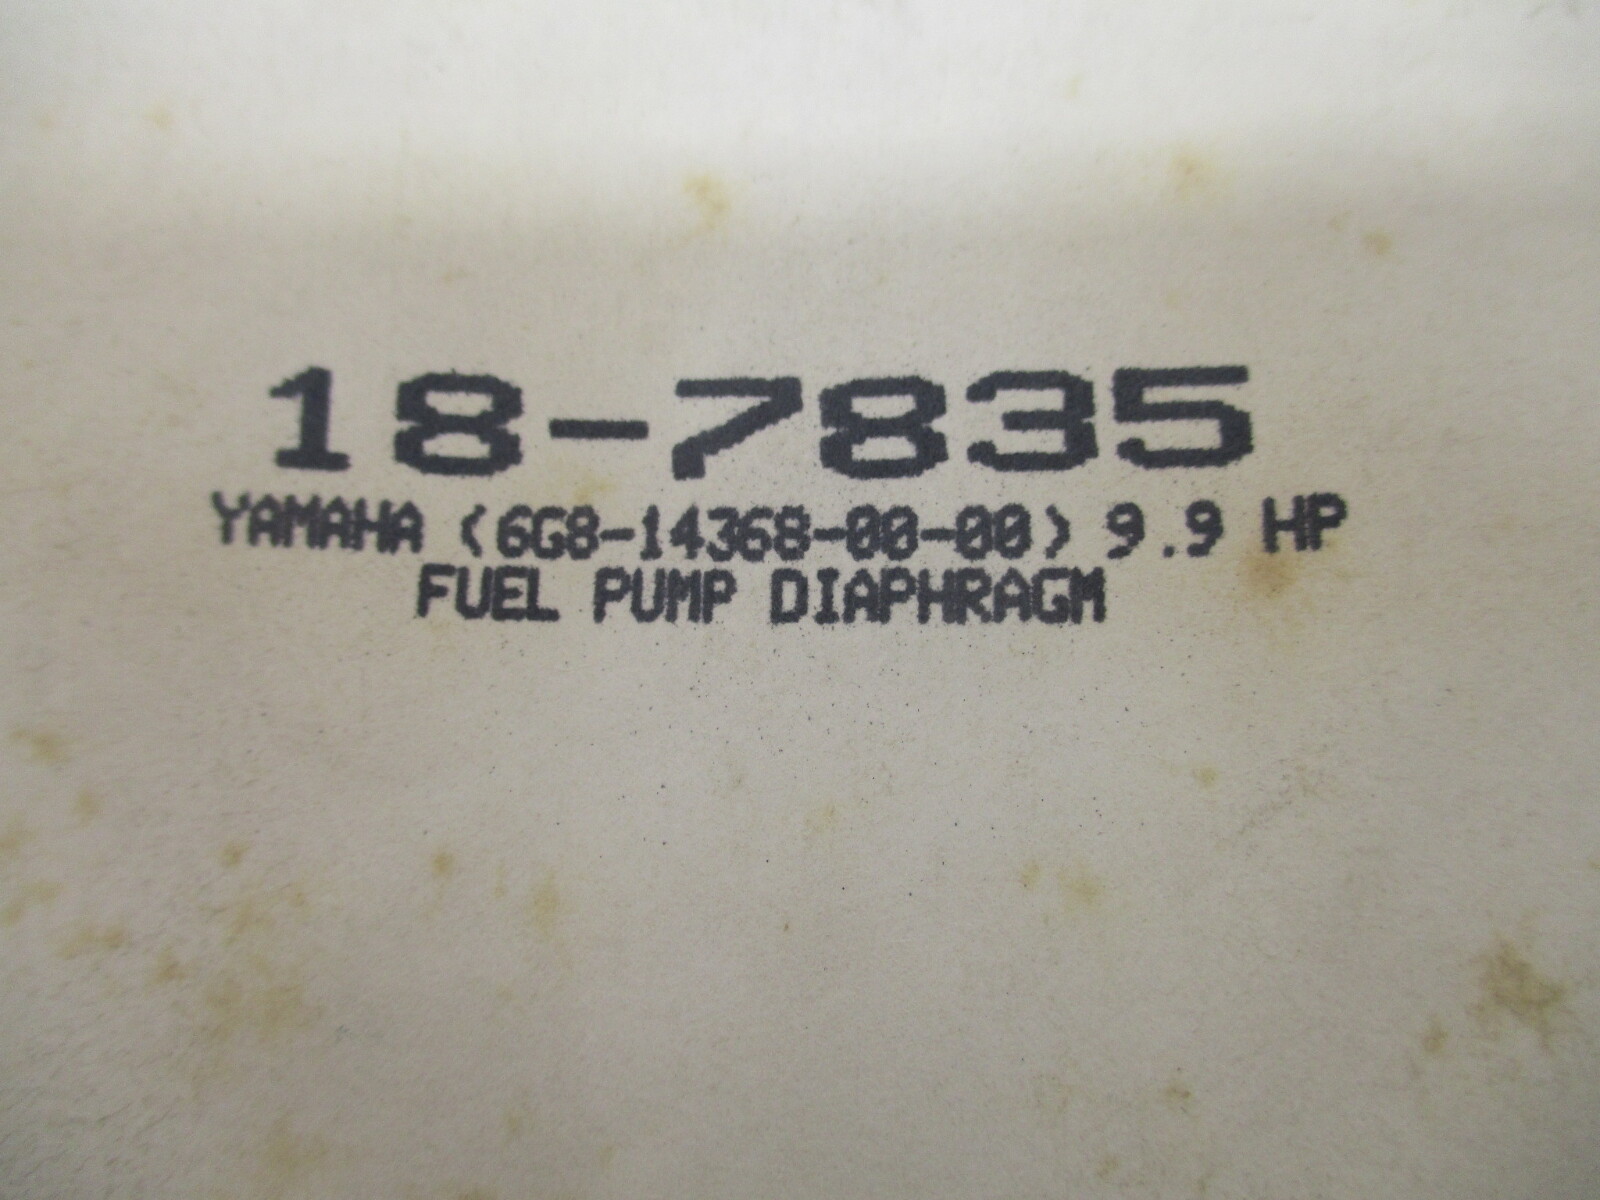 18-7835
YAMAHA (6G8-14368-00-00) 9.9 HP
FUEL PUMP DIAPHRAGM